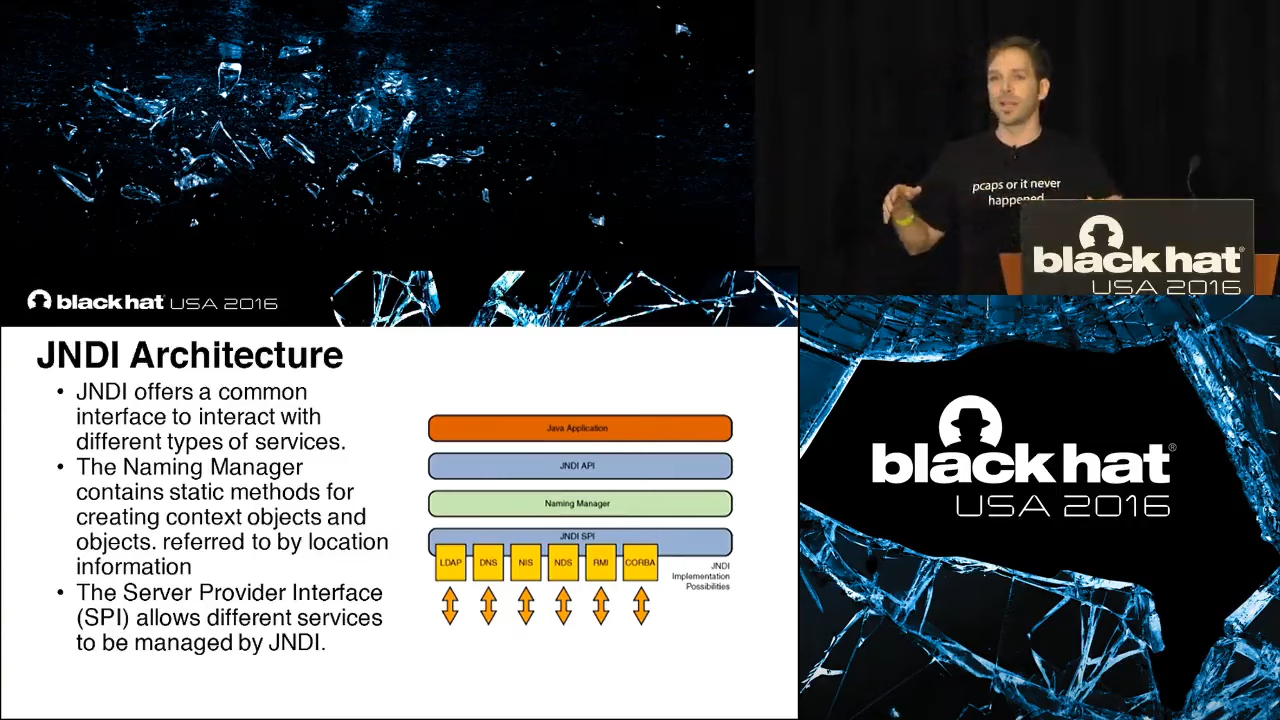 pcaps or it never
happened
black hat®
USA 2016
black hat USA 2016
JNDI Architecture
• JNDI offers a common
interface to interact with
different types of services.
• The Naming Manager
contains static methods for
creating context objects and
objects. referred to by location
information
• The Server Provider Interface
(SPI) allows different services
to be managed by JNDI.
Java Application
JNDI API
Naming Manager
JNDI SPI
LDAP DNS NIS NDS RMI CORBA
JNDI
Implementation
Possibilities
black hat®
USA 2016